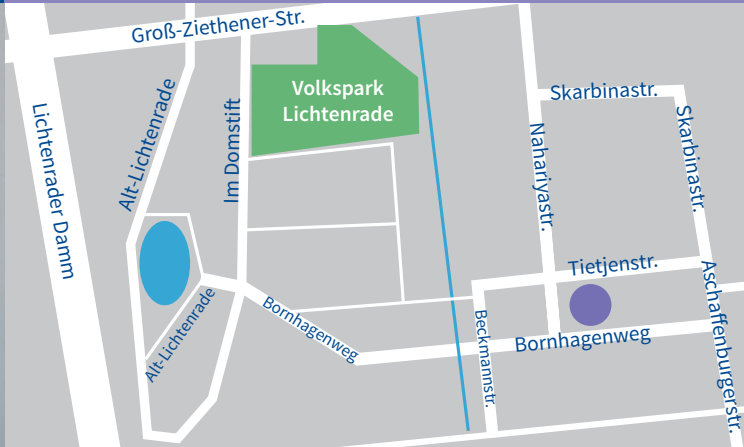 Groß-Ziethener-Str.
Volkspark
Lichtenrade
Skarbinastr.
Skarbinastr.
Lichtenrader Damm
Alt-Lichtenrade
Im Domstift
Nahariyastr.
Tietjenstr.
Aschaffenburgerstr.
Alt-Lichtenrade
Bornhagenweg
Beckmannstr.
Bornhagenweg